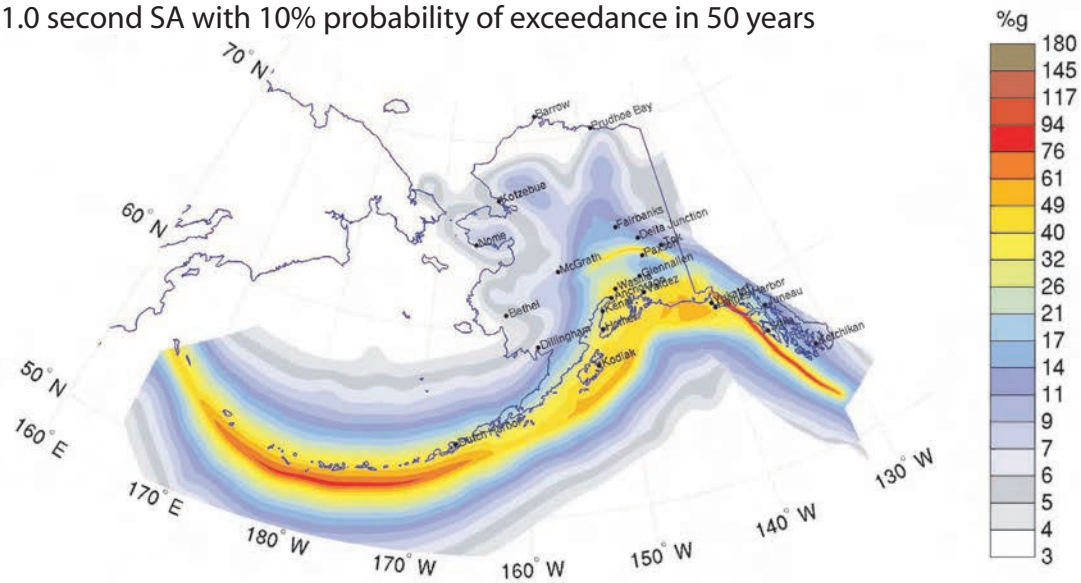 1.0 second SA with 10% probability of exceedance in 50 years
%g
180
145
117
94
76
61
49
40
32
26
21
17
14
11
9
7
6
5
4
3
70° N
60° N
50° N
160° E
170° E
180° W
170° W
160° W
150° W
140° W
130° W
Barrow
Prudhoe Bay
Kotzebue
Nome
Fairbanks
Delta Junction
Tok
McGrath
Glennallen
Bethel
Homer
Dillingham
Kodiak
Juneau
Ketchikan
Dutch Harbor